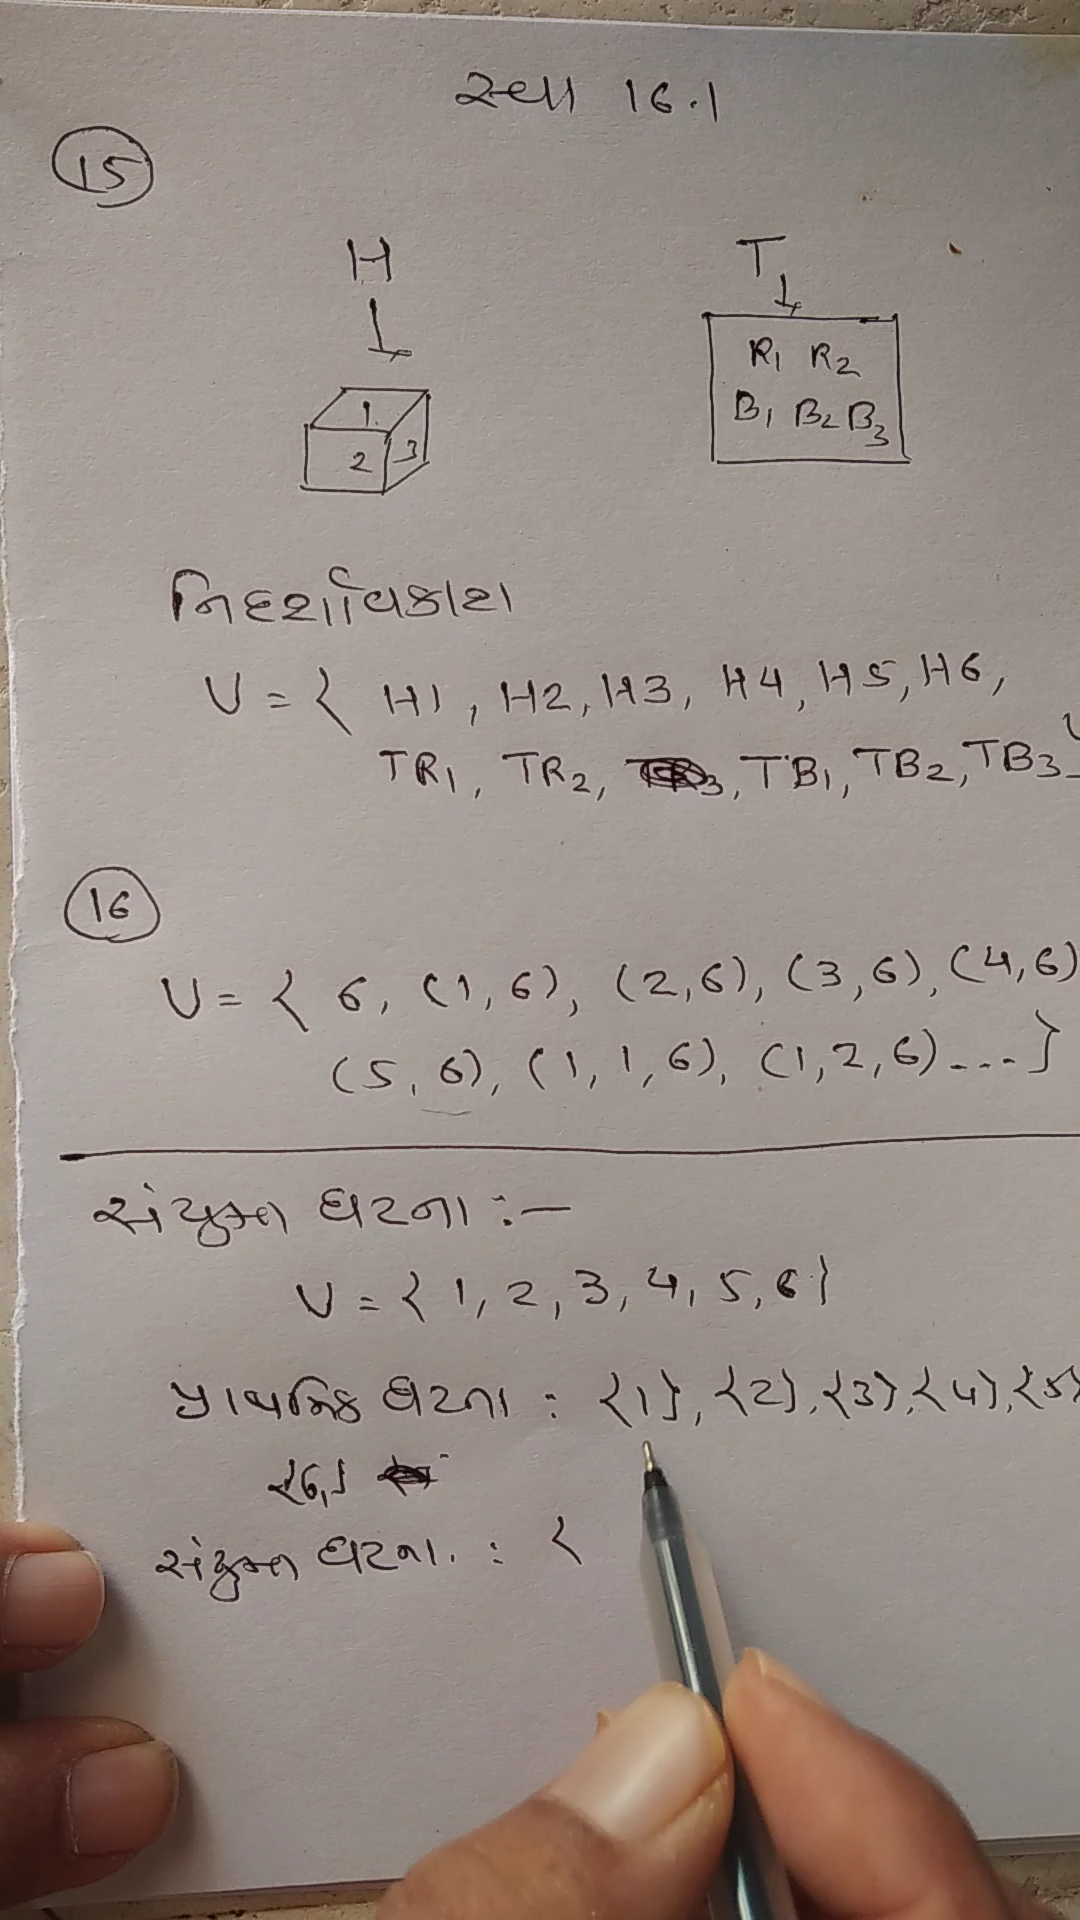 સ્વા 16.1
15
H T
1 2 3
R1 R2
B1 B2 B3
નિદર્શાવકાશ
U = { H1, H2, H3, H4, H5, H6,
TR1, TR2, TB1, TB2, TB3
16
U = { 6, (1,6), (2,6), (3,6), (4,6)
(5,6), (1,1,6), (1,2,6) ---- }
સંયુક્ત ઘટના :-
U = { 1, 2, 3, 4, 5, 6 }
પ્રાથમિક ઘટના : {1}, {2}, {3}, {4}, {5}
{6}
સંયુક્ત ઘટના. : {